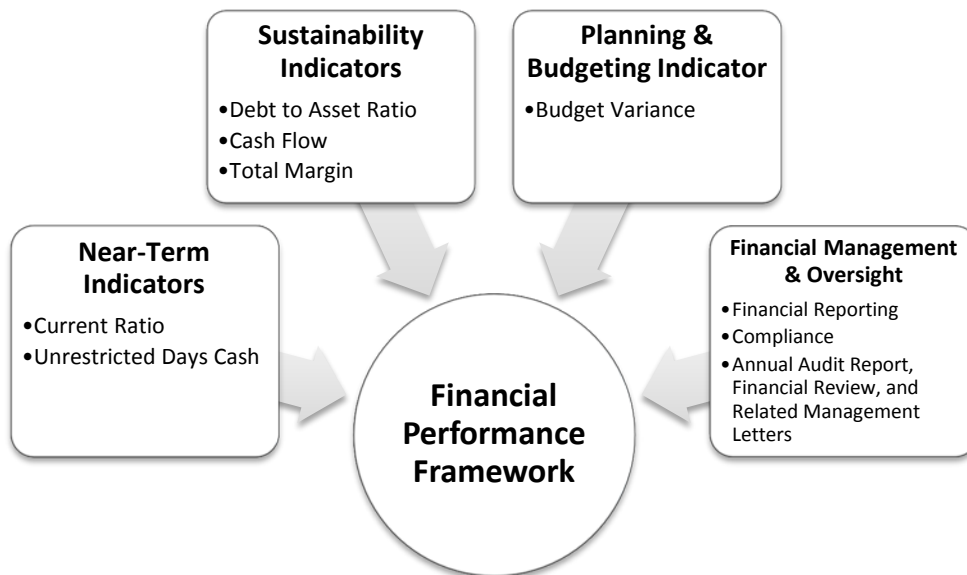 Sustainability
Indicators
•Debt to Asset Ratio
•Cash Flow
•Total Margin
Planning &
Budgeting Indicator
•Budget Variance
Near-Term
Indicators
•Current Ratio
•Unrestricted Days Cash
Financial Management
& Oversight
•Financial Reporting
•Compliance
•Annual Audit Report,
Financial Review, and
Related Management
Letters
Financial
Performance
Framework